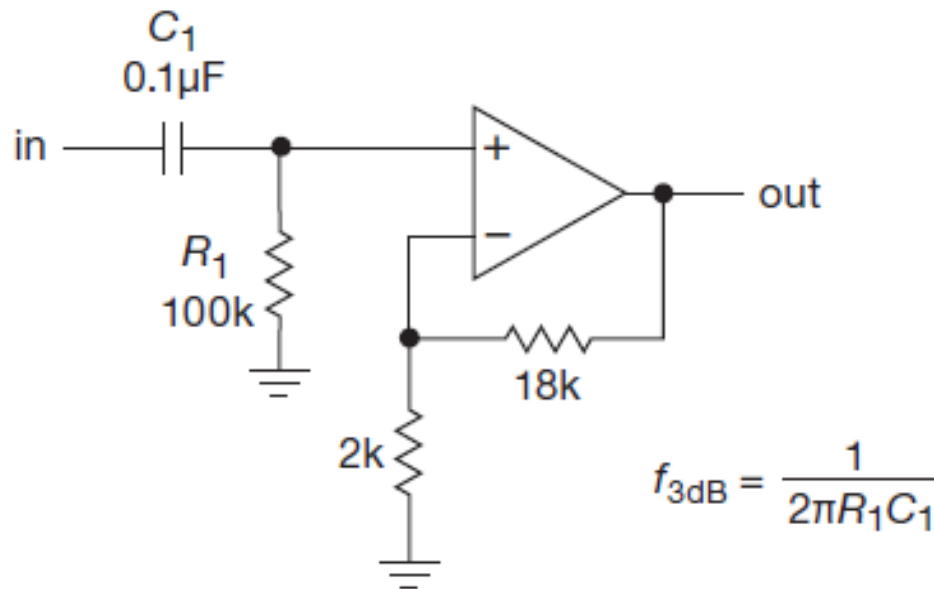 C₁
0.1μF
in
+
−
out
R₁
100k
18k
2k
f₃dB = 1 / 2πR₁C₁